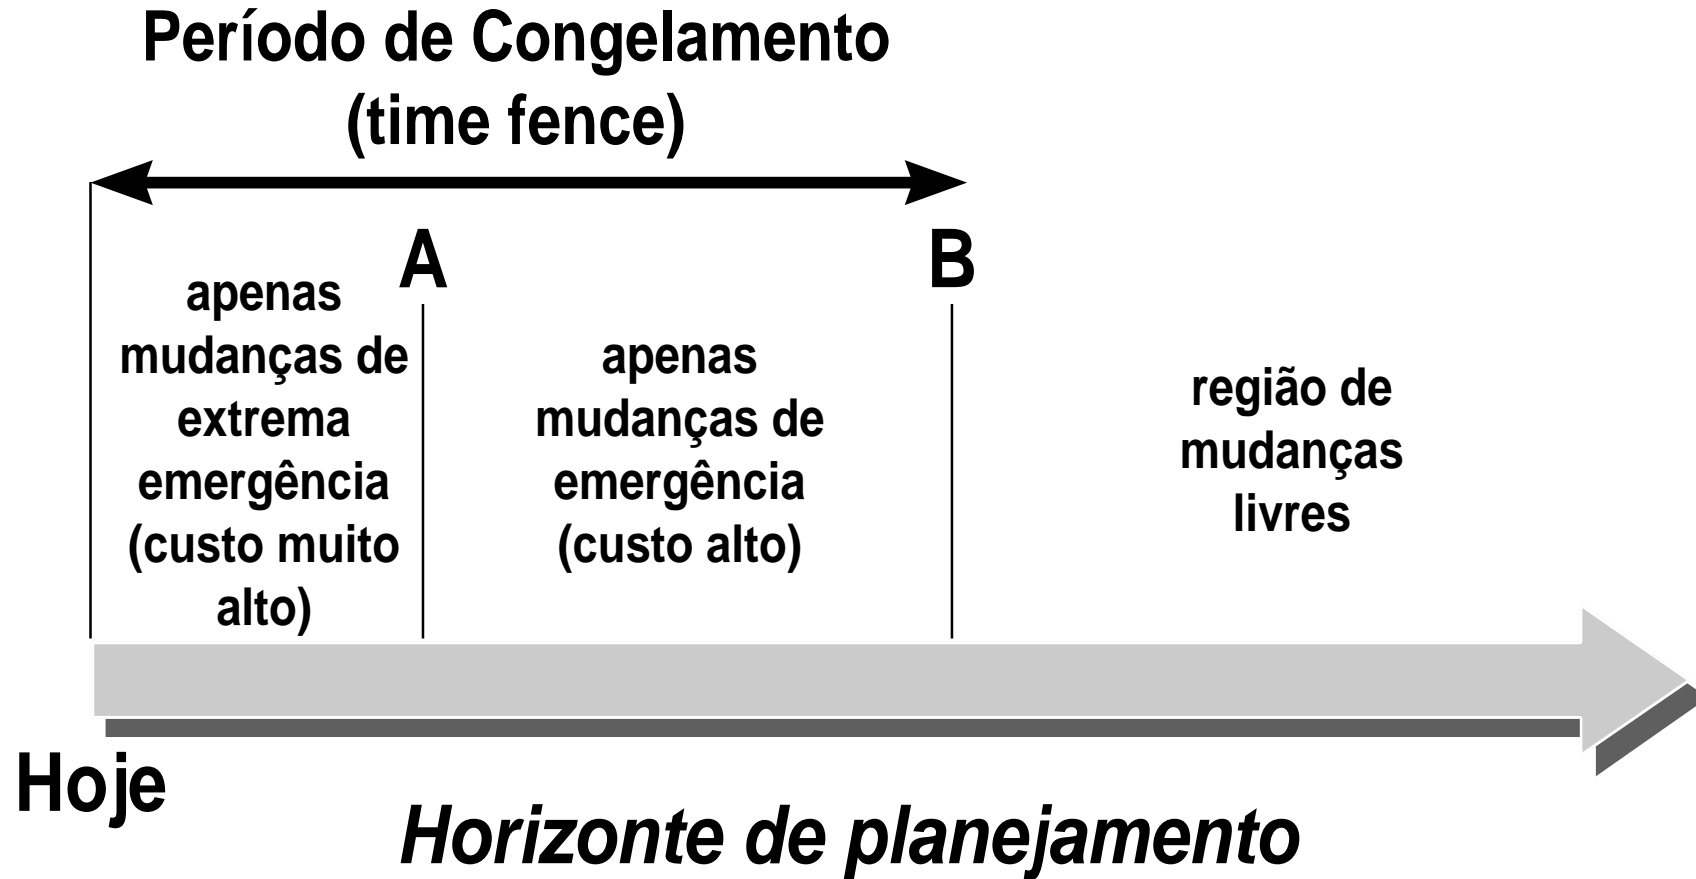 Período de Congelamento
(time fence)
A
B
apenas
mudanças de
extrema
emergência
(custo muito
alto)
apenas
mudanças de
emergência
(custo alto)
região de
mudanças
livres
Hoje
Horizonte de planejamento